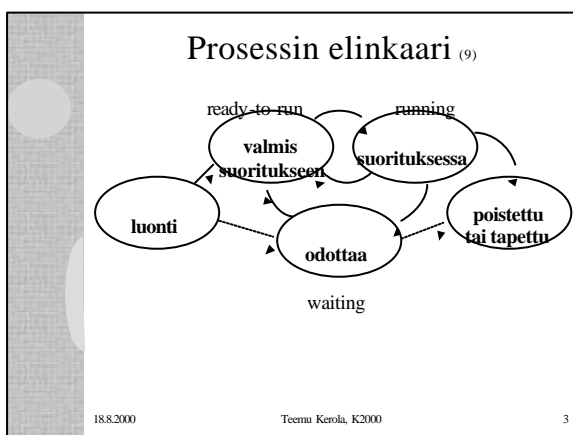 Prosessin elinkaari (9)
ready-to-run
running
valmis
suoritukseen
suorituksessa
luonti
odottaa
poistettu
tai tapettu
waiting
18.8.2000
Teemu Kerola, K2000
3